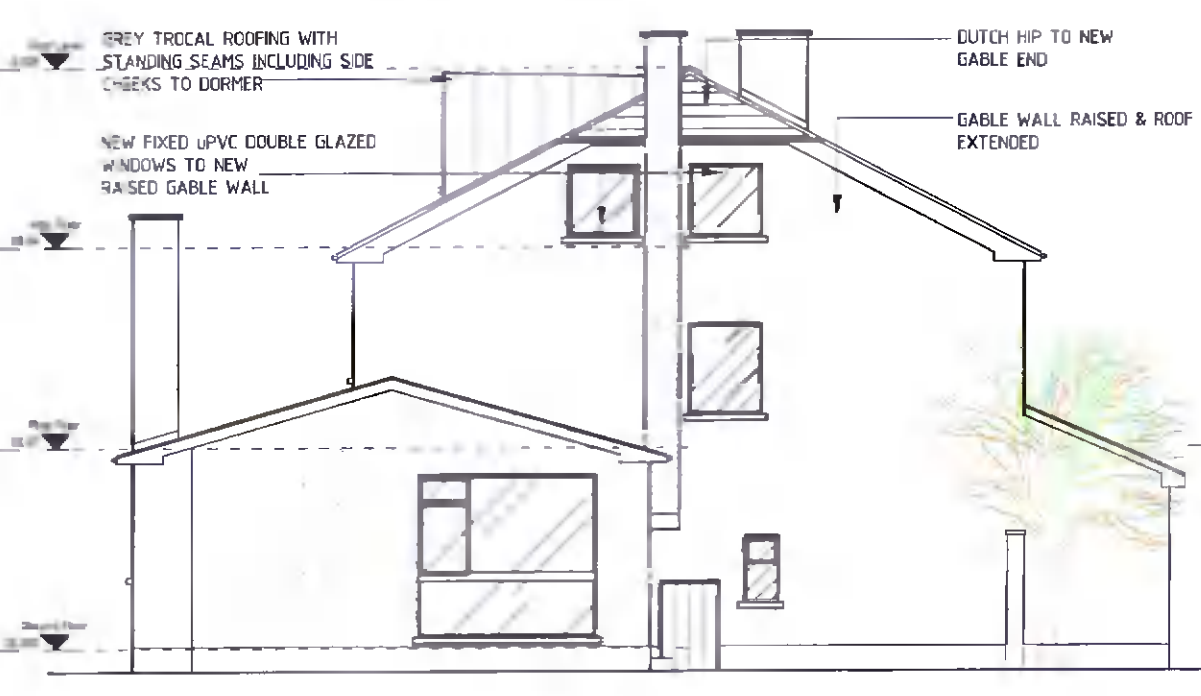 GREY TROCAL ROOFING WITH
STANDING SEAMS INCLUDING SIDE
CHEEKS TO DORMER
NEW FIXED uPVC DOUBLE GLAZED
WINDOWS TO NEW
RAISED GABLE WALL
DUTCH HIP TO NEW
GABLE END
GABLE WALL RAISED & ROOF
EXTENDED